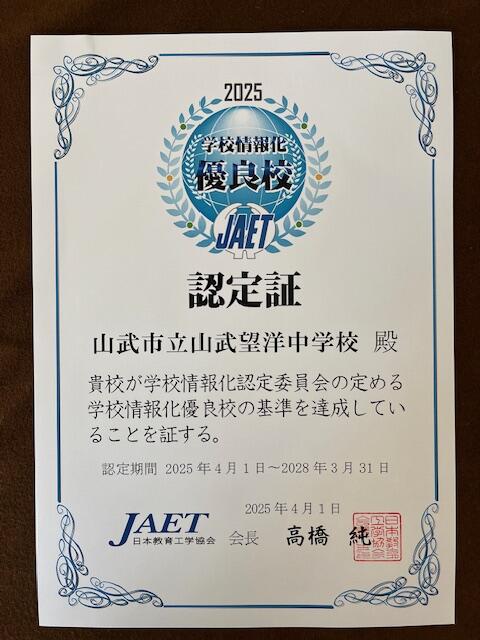 2025
学校情報化
優良校
JAET
認定証
山武市立山武望洋中学校 殿
貴校が学校情報化認定委員会の定める
学校情報化優良校の基準を達成してい
ることを証する。
認定期間 2025年4月1日～2028年3月31日
2025年4月1日
JAET
日本教育工学協会 会長 高橋 純